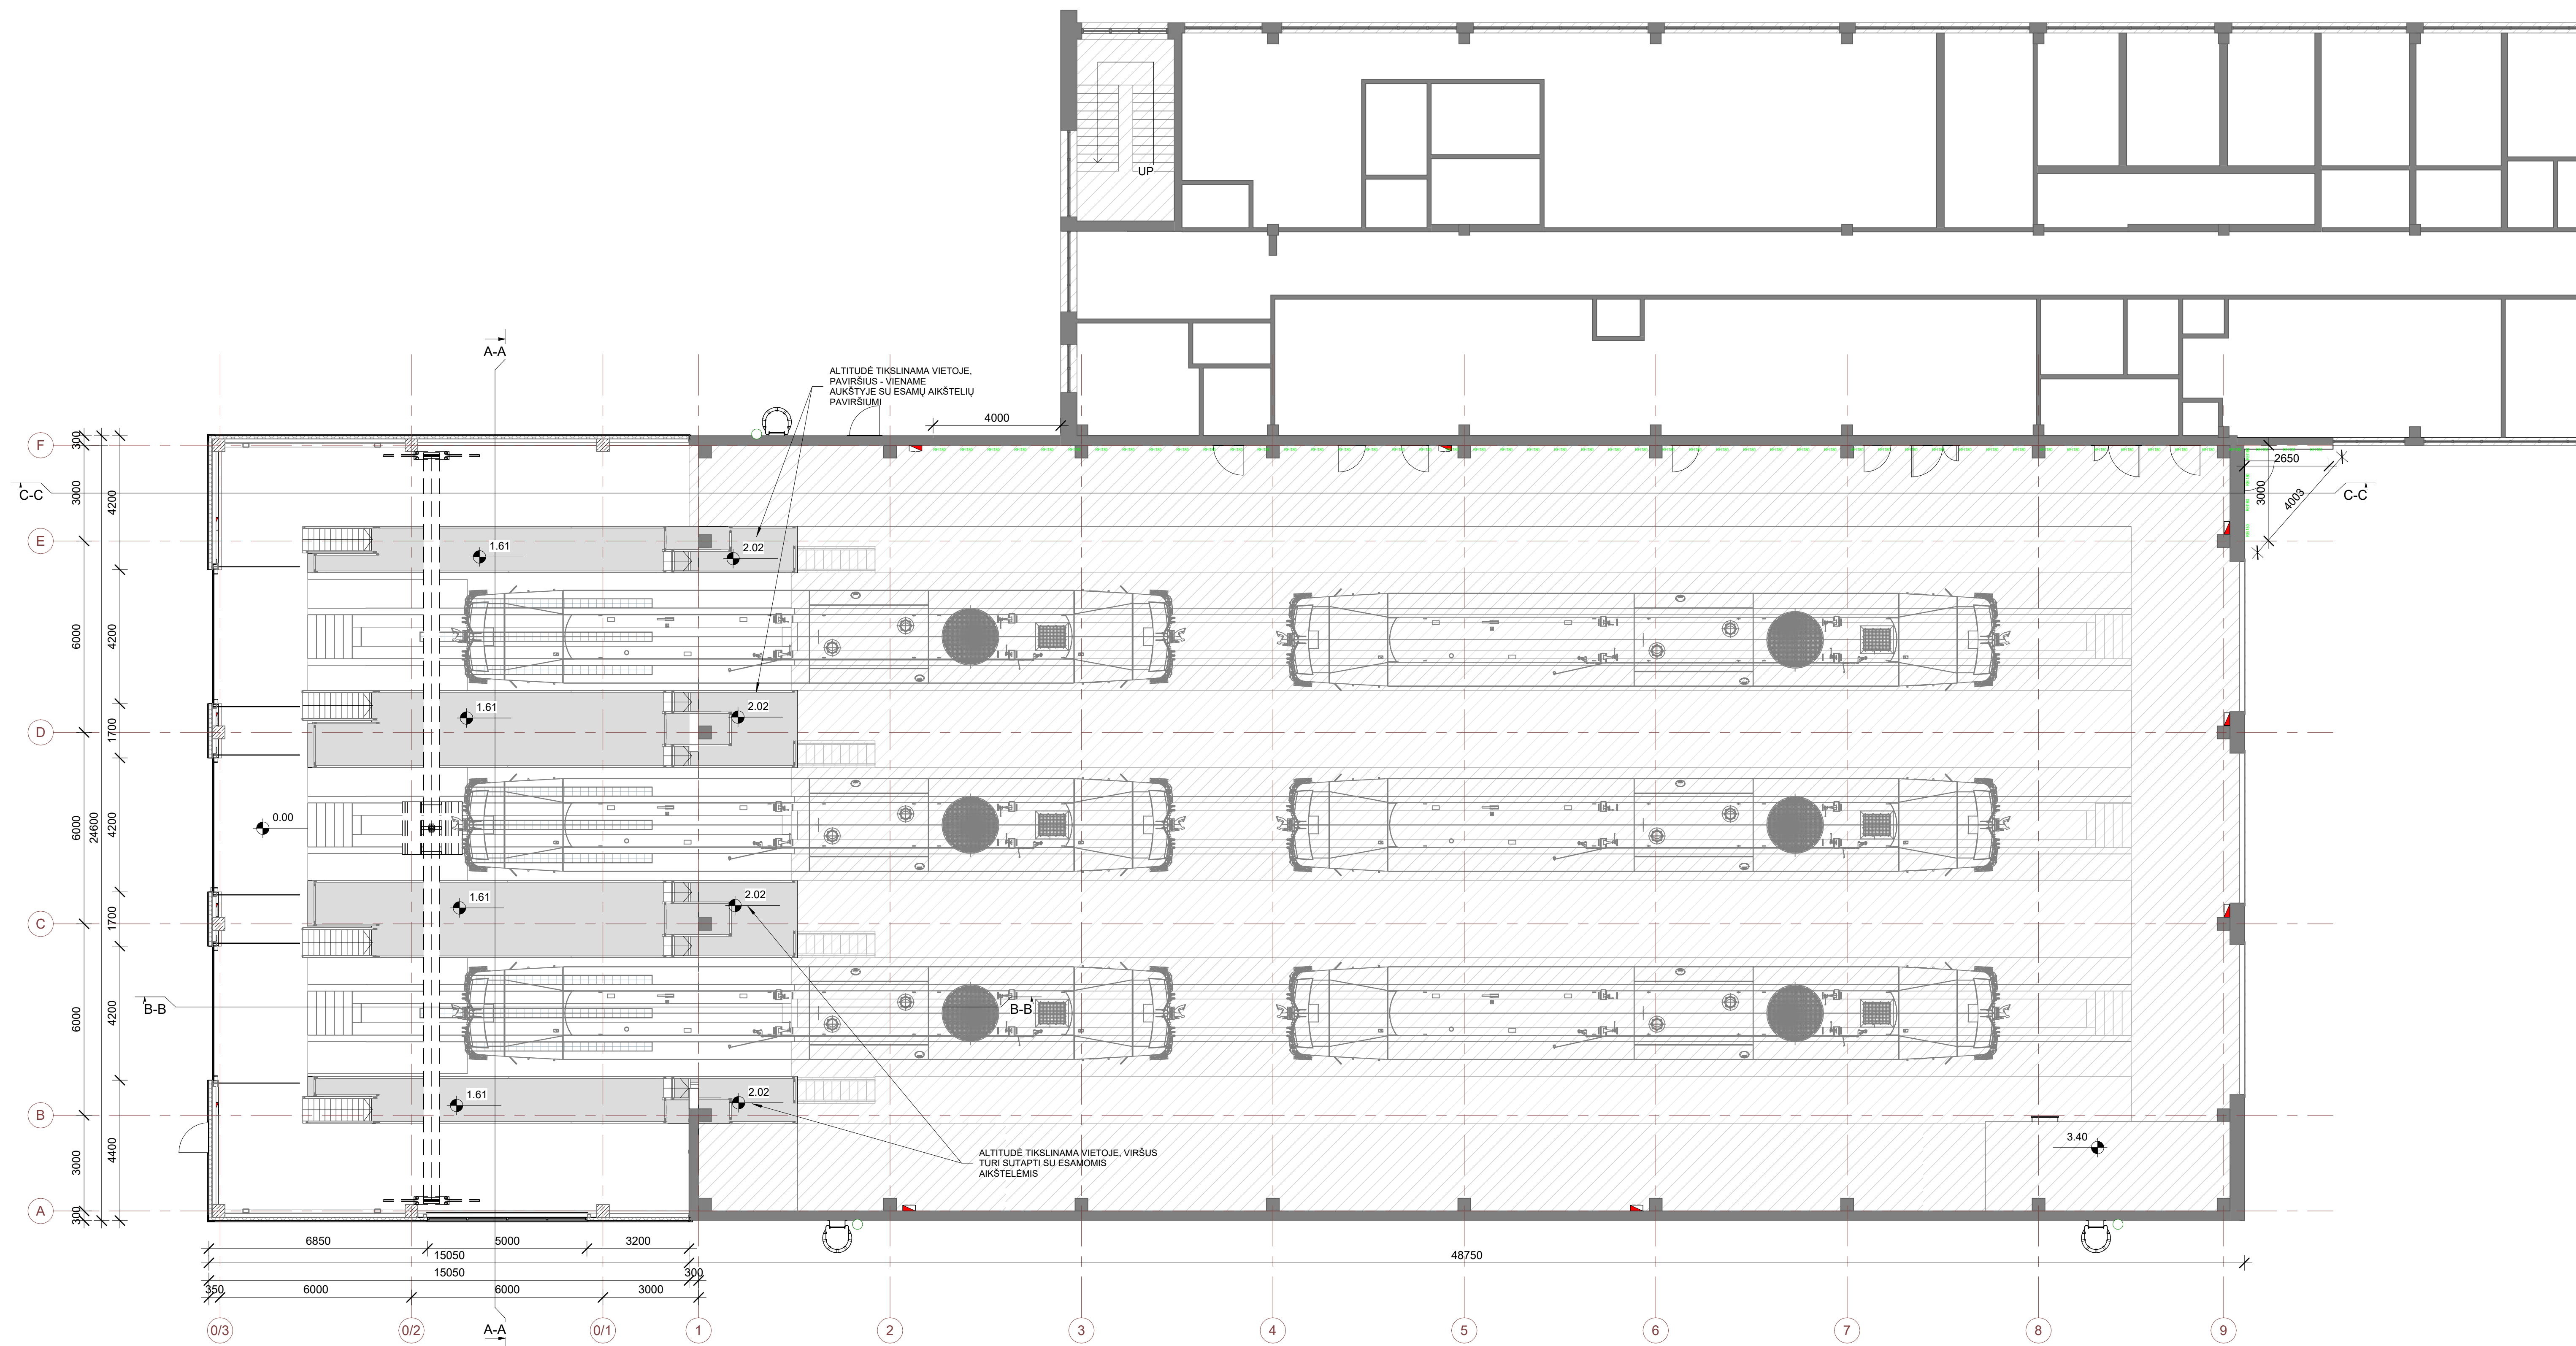 UP
A-A
ALTITUDĖ TIKSLINAMA VIETOJE,
PAVIRŠIUS - VIENAME
AUKŠTYJE SU ESAMŲ AIKŠTELIŲ
PAVIRŠIUMI
4000
F
300
2650
C-C
3000
4200
3000
4003
C-C
E
1.61
2.02
6000
4200
1.61
2.02
D
1700
6000
24600
4200
0.00
1.61
2.02
C
1700
6000
4200
B-B
B-B
1.61
2.02
B
4400
3000
3.40
ALTITUDĖ TIKSLINAMA VIETOJE, VIRŠUS
TURI SUTAPTI SU ESAMOMIS
AIKŠTELĖMIS
A
300
6850
5000
3200
15050
48750
15050
300
350
6000
6000
3000
0/3
0/2
A-A
0/1
1
2
3
4
5
6
7
8
9